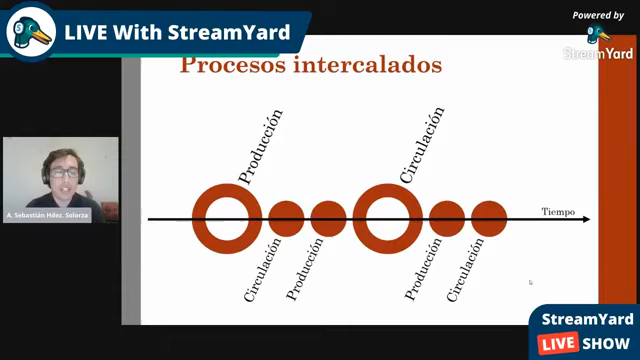 LIVE With StreamYard
Powered by
StreamYard
Procesos intercalados
Producción
Circulación
Tiempo
Circulación
Producción
Producción
Circulación
A. Sebastián Hdez. Solorza
StreamYard
LIVE SHOW